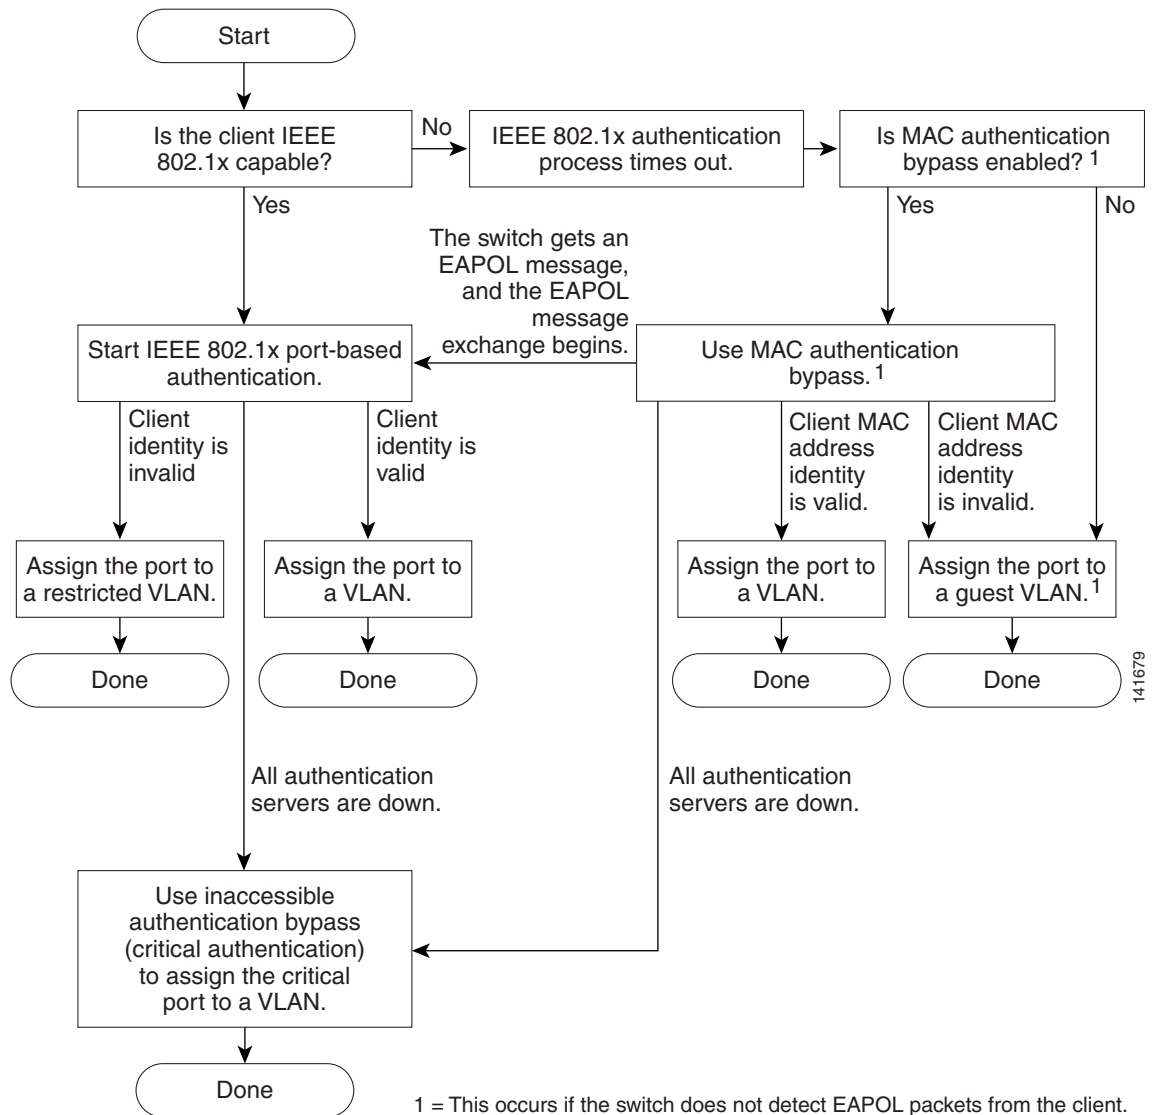 Start
Is the client IEEE
802.1x capable?
No
IEEE 802.1x authentication
process times out.
Is MAC authentication
bypass enabled? 1
Yes
Yes
No
The switch gets an
EAPOL message,
and the EAPOL
message
exchange begins.
Start IEEE 802.1x port-based
authentication.
Use MAC authentication
bypass. 1
Client
identity is
invalid
Client
identity is
valid
Client MAC
address
identity
is valid.
Client MAC
address
identity
is invalid.
Assign the port to
a restricted VLAN.
Assign the port to
a VLAN.
Assign the port to
a VLAN.
Assign the port to
a guest VLAN. 1
Done
Done
Done
Done
141679
All authentication
servers are down.
All authentication
servers are down.
Use inaccessible
authentication bypass
(critical authentication)
to assign the critical
port to a VLAN.
Done
1 = This occurs if the switch does not detect EAPOL packets from the client.